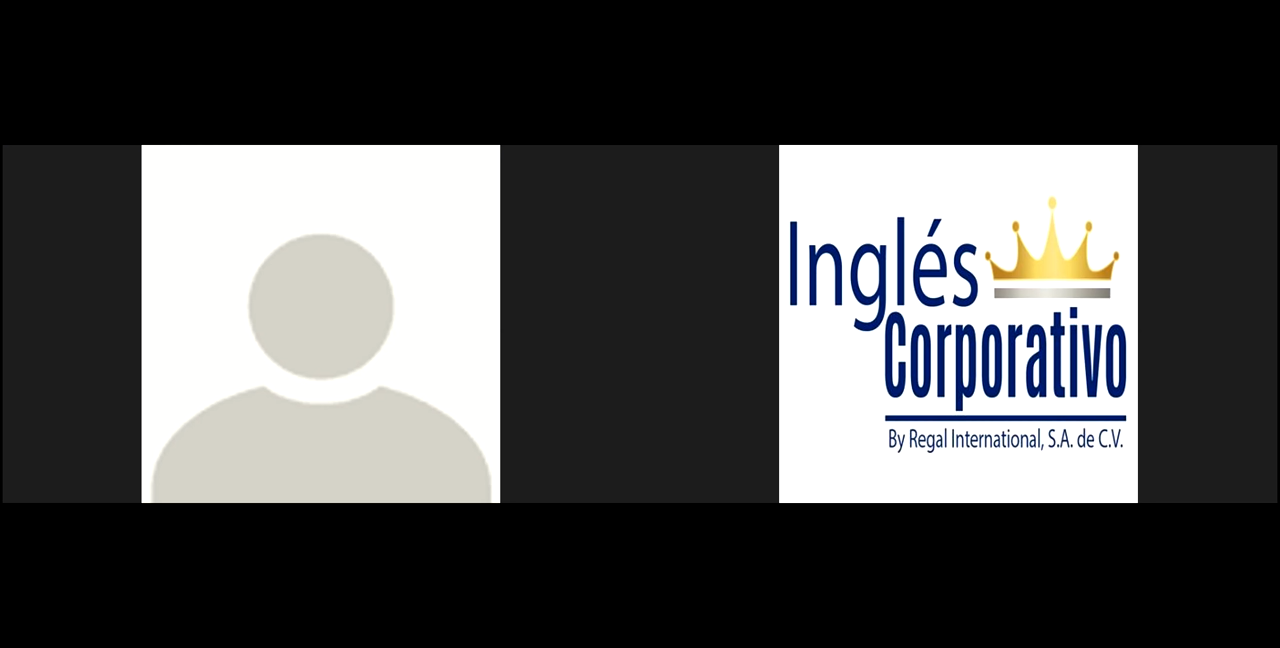 Inglés
Corporativo
By Regal International, S.A. de C.V.